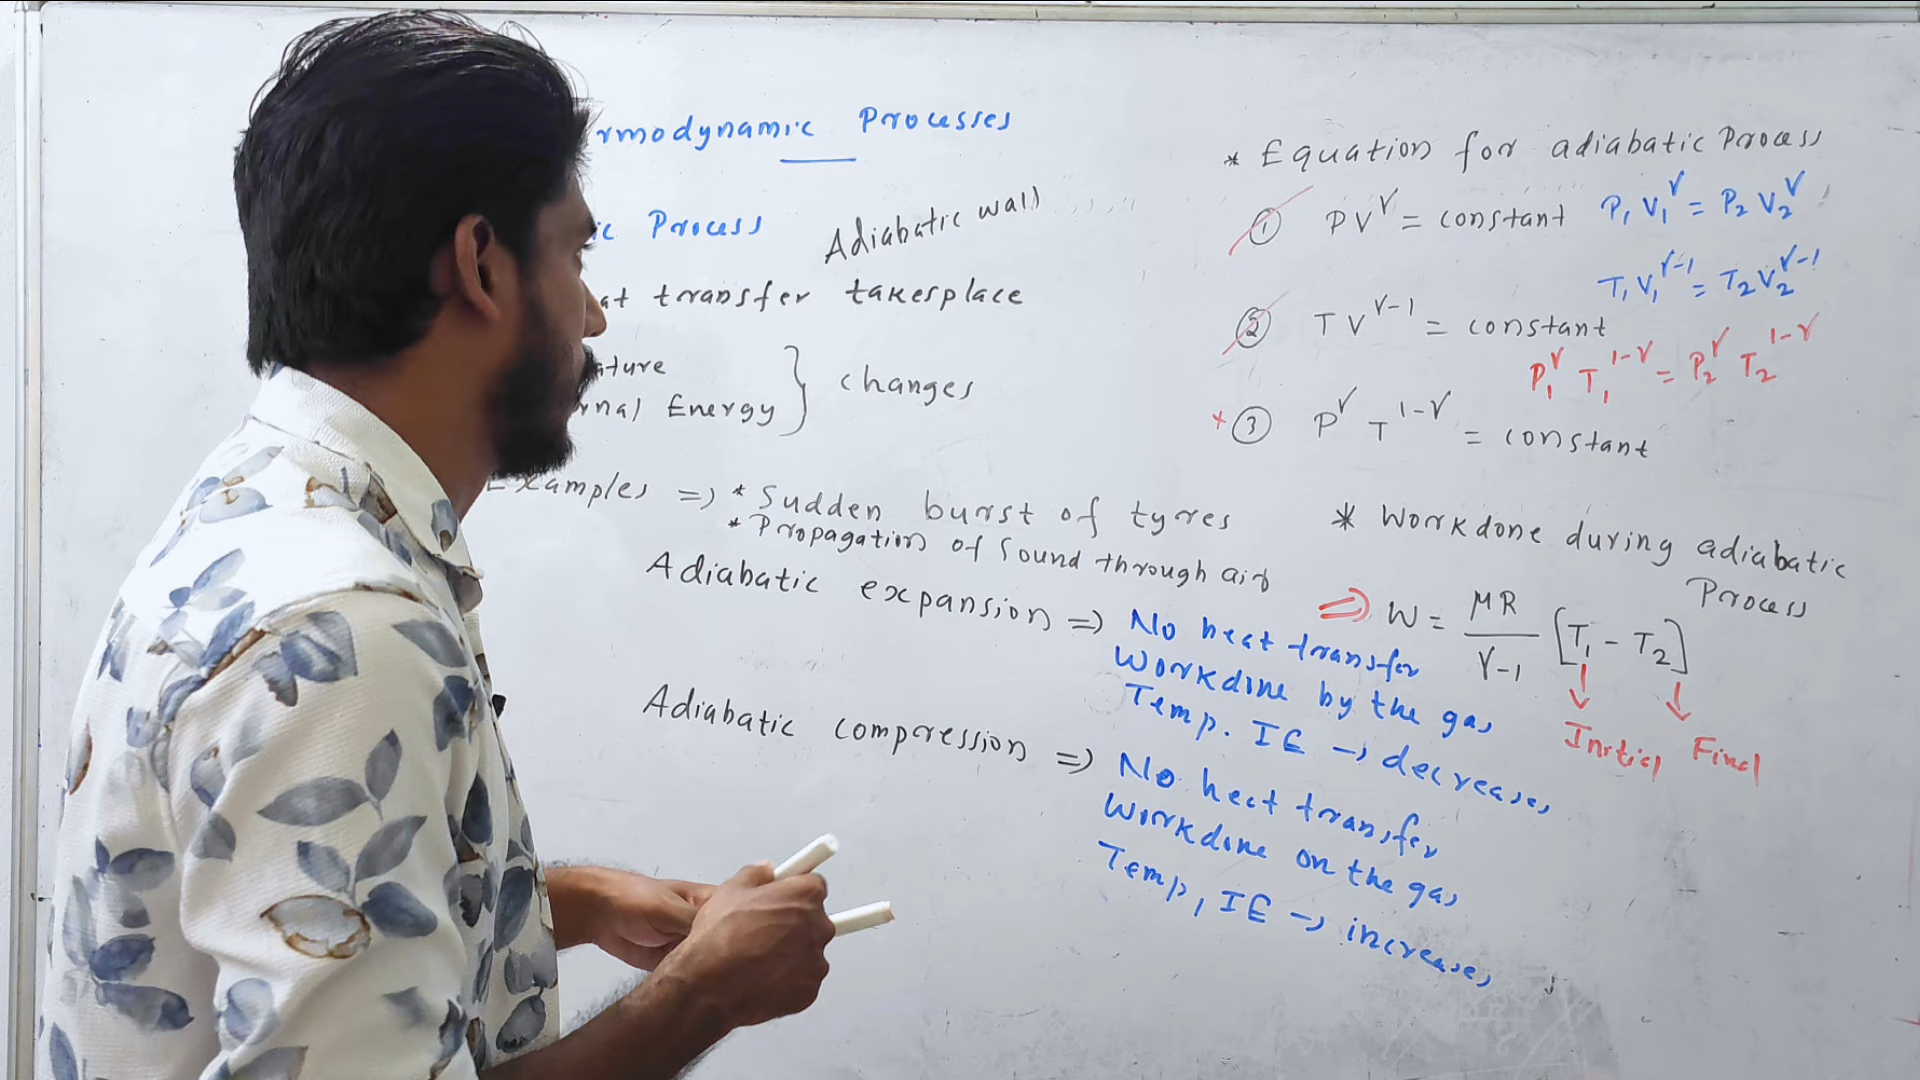 rmodynamic Processes
ic Process
Adiabatic wall
at transfer takesplace
ature
rnal Energy } changes
Examples => * Sudden burst of tyres
* Propagation of sound through air
Adiabatic expansion => No heat transfer
Workdone by the gas
Temp. IE → decreases
Adiabatic compression => No heat transfer
Workdone on the gas
Temp, IE → increases
* Equation for adiabatic Process
① PV^γ = constant P₁V₁^γ = P₂V₂^γ
② TV^γ-1 = constant T₁V₁^γ-1 = T₂V₂^γ-1
* ③ P^γ T^1-γ = constant P₁^γ T₁^1-γ = P₂^γ T₂^1-γ
* Workdone during adiabatic
Process
=> W = μR/γ-1 [T₁ - T₂]
↓ ↓
Initial Final